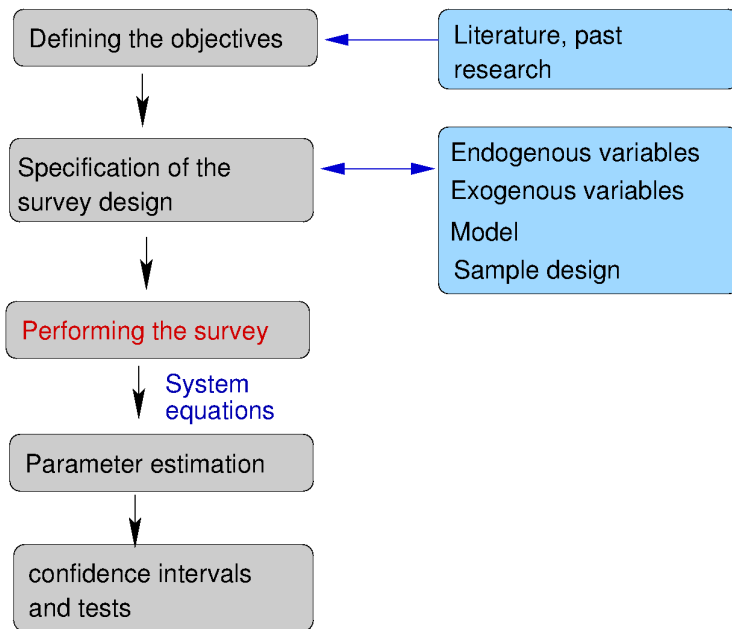 Defining the objectives
Literature, past
research
Specification of the
survey design
Endogenous variables
Exogenous variables
Model
Sample design
Performing the survey
System
equations
Parameter estimation
confidence intervals
and tests